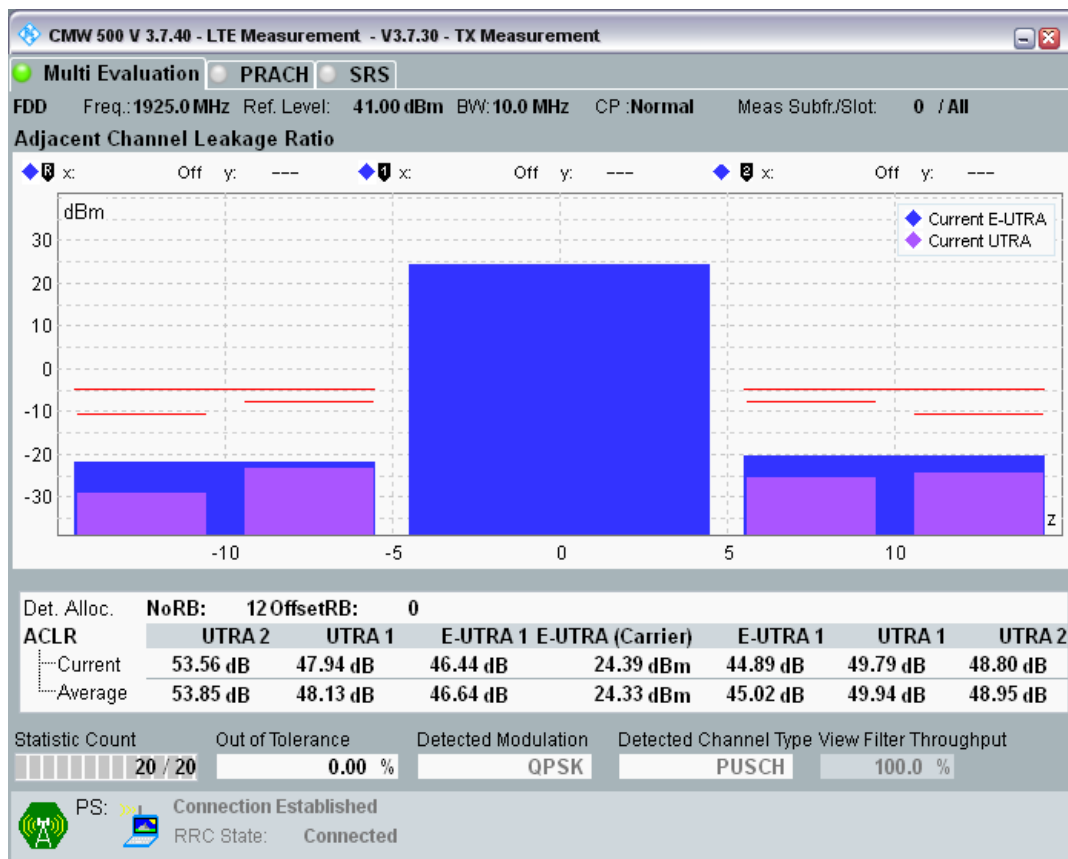 CMW 500 V 3.7.40 - LTE Measurement - V3.7.30 - TX Measurement
Multi Evaluation PRACH SRS
FDD Freq.: 1925.0 MHz Ref. Level: 41.00 dBm BW: 10.0 MHz CP :Normal Meas Subfr./Slot: 0 / All
Adjacent Channel Leakage Ratio
R x: Off y: --- 1 x: Off y: --- 2 x: Off y: ---
dBm
Current E-UTRA
Current UTRA
30
20
10
0
-10
-20
-30
z
-10 -5 0 5 10
Det. Alloc. NoRB: 12 OffsetRB: 0
ACLR UTRA 2 UTRA 1 E-UTRA 1 E-UTRA (Carrier) E-UTRA 1 UTRA 1 UTRA 2
Current 53.56 dB 47.94 dB 46.44 dB 24.39 dBm 44.89 dB 49.79 dB 48.80 dB
Average 53.85 dB 48.13 dB 46.64 dB 24.33 dBm 45.02 dB 49.94 dB 48.95 dB
Statistic Count Out of Tolerance Detected Modulation Detected Channel Type View Filter Throughput
20 / 20 0.00 % QPSK PUSCH 100.0 %
PS: Connection Established
RRC State: Connected